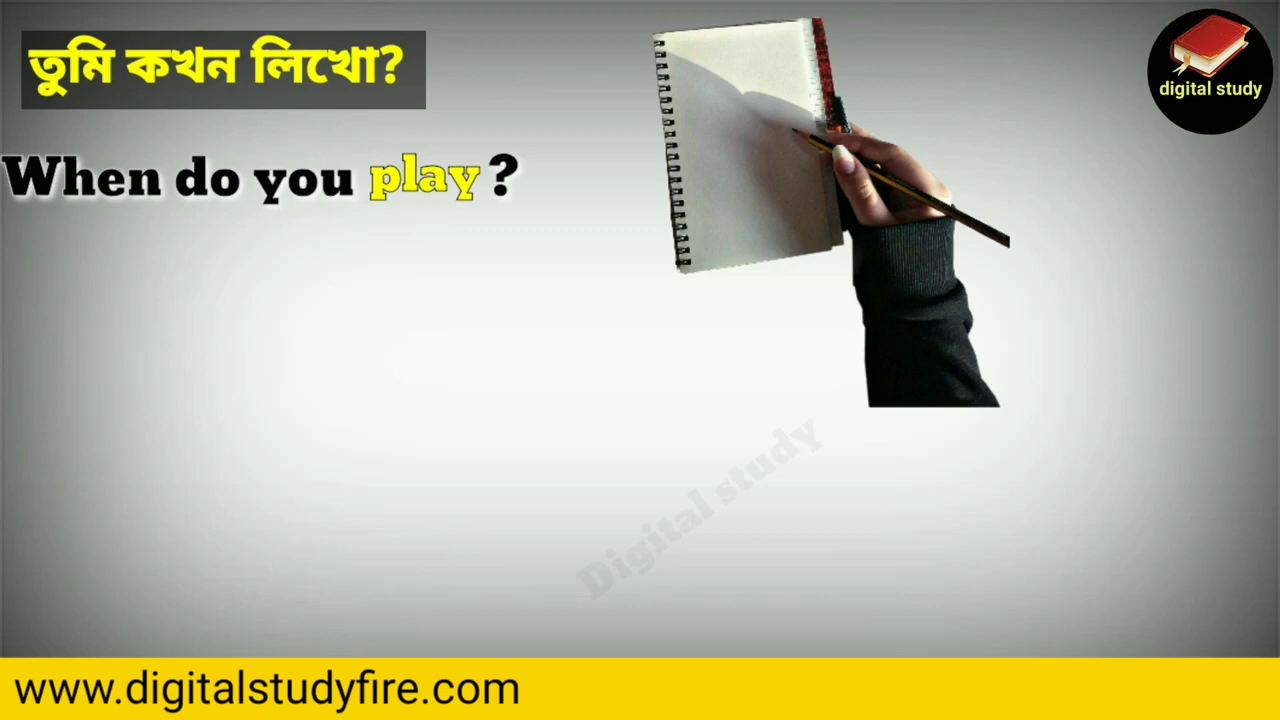 তুমি কখন লিখো?
digital study
When do you play ?
Digital study
www.digitalstudyfire.com